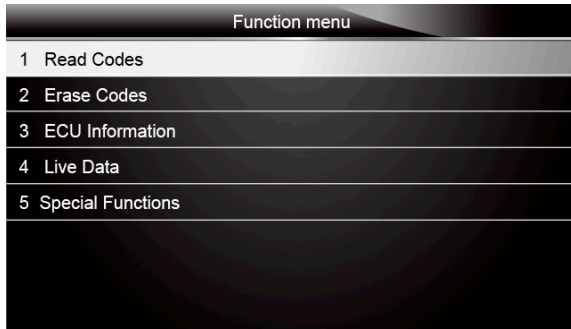 Function menu
1 Read Codes
2 Erase Codes
3 ECU Information
4 Live Data
5 Special Functions